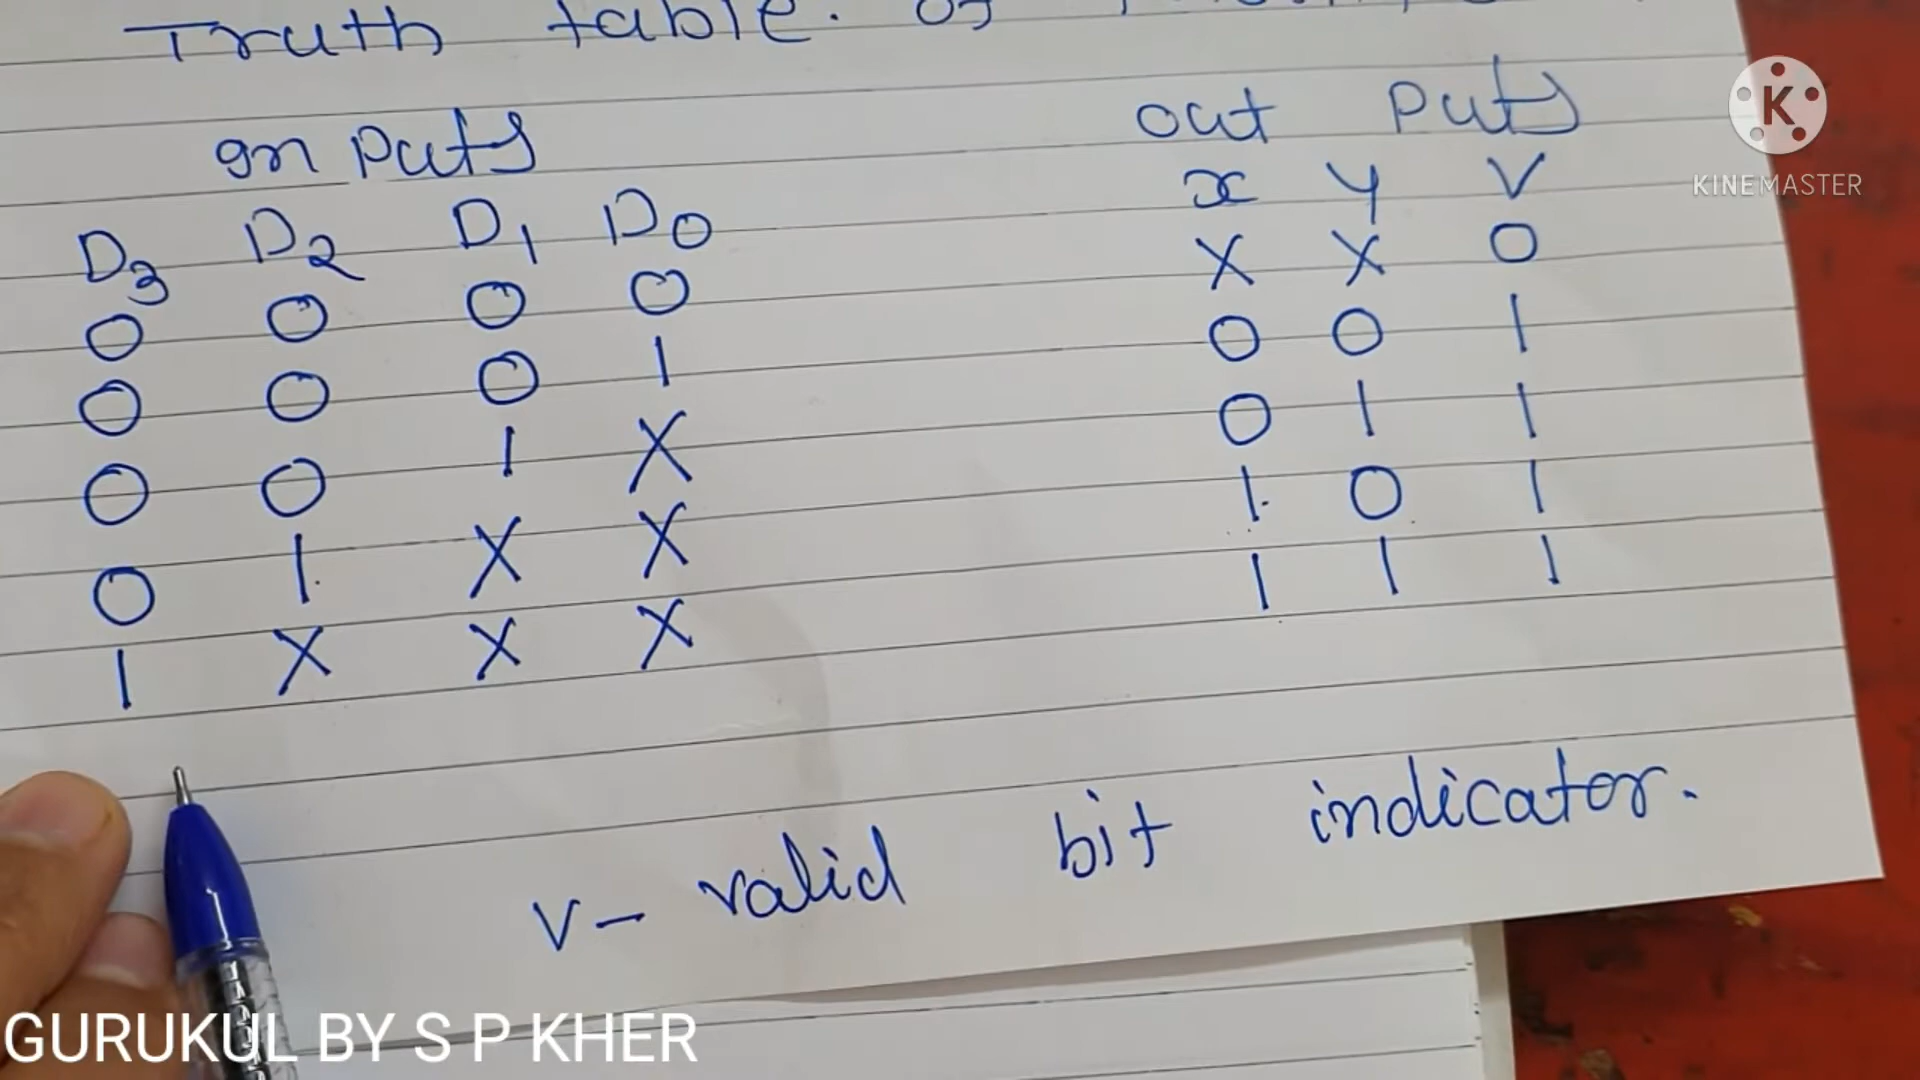 Truth table. of
Inputs out puts
D3 D2 D1 D0 x y V
0 0 0 0 X X 0
0 0 0 1 0 0 1
0 0 1 X 0 1 1
0 1 X X 1 0 1
1 X X X 1 1 1
V- valid bit indicator.
K
KINEMASTER
GURUKUL BY S P KHER